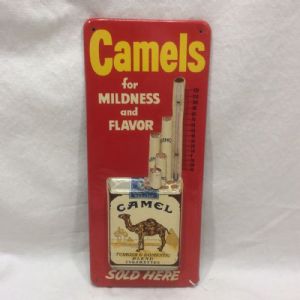 Camels
for
MILDNESS
and
FLAVOR
CAMEL
TURKISH & DOMESTIC
BLEND
CIGARETTES
SOLD HERE